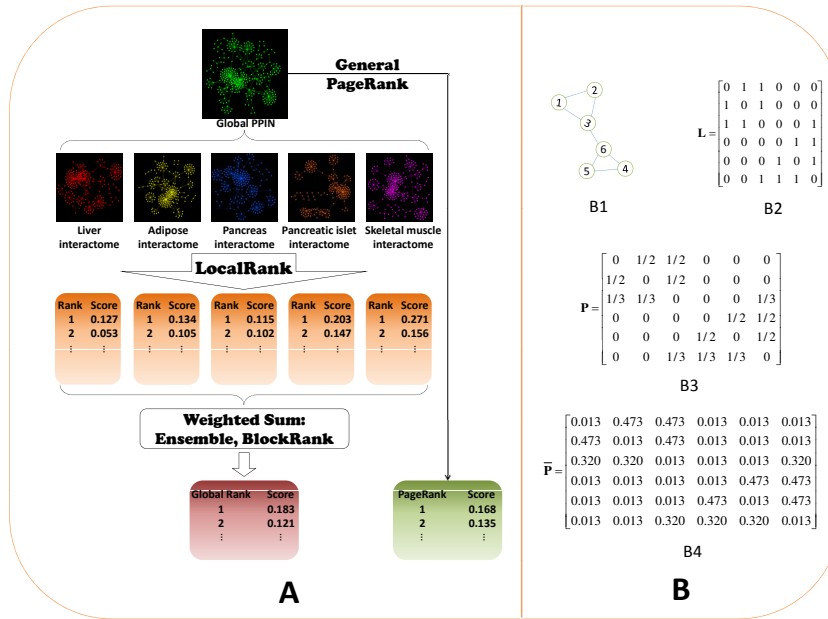 General
PageRank
Global PPIN
Liver
interactome
Adipose
interactome
Pancreas
interactome
Pancreatic islet
interactome
Skeletal muscle
interactome
LocalRank
Rank Score
1 0.127
2 0.053
⋮ ⋮
Rank Score
1 0.134
2 0.105
⋮ ⋮
Rank Score
1 0.115
2 0.102
⋮ ⋮
Rank Score
1 0.203
2 0.147
⋮ ⋮
Rank Score
1 0.271
2 0.156
⋮ ⋮
Weighted Sum:
Ensemble, BlockRank
Global Rank Score
1 0.183
2 0.121
⋮ ⋮
PageRank Score
1 0.168
2 0.135
⋮ ⋮
A
1
2
3
6
5
4
B1
L =
0 1 1 0 0 0
1 0 1 0 0 0
1 1 0 0 0 1
0 0 0 0 1 1
0 0 0 1 0 1
0 0 1 1 1 0
B2
P =
0 1/2 1/2 0 0 0
1/2 0 1/2 0 0 0
1/3 1/3 0 0 0 1/3
0 0 0 0 1/2 1/2
0 0 0 1/2 0 1/2
0 0 1/3 1/3 1/3 0
B3
P̅ =
0.013 0.473 0.473 0.013 0.013 0.013
0.473 0.013 0.473 0.013 0.013 0.013
0.320 0.320 0.013 0.013 0.013 0.320
0.013 0.013 0.013 0.013 0.473 0.473
0.013 0.013 0.013 0.473 0.013 0.473
0.013 0.013 0.320 0.320 0.320 0.013
B4
B